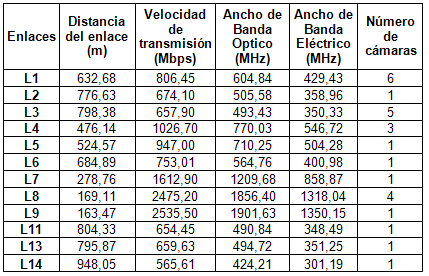 Enlaces Distancia del enlace (m) Velocidad de transmisión (Mbps) Ancho de Banda Optico (MHz) Ancho de Banda Eléctrico (MHz) Número de cámaras
L1 632,68 806,45 604,84 429,43 6
L2 776,63 674,10 505,58 358,96 1
L3 798,38 657,90 493,43 350,33 5
L4 476,14 1026,70 770,03 546,72 3
L5 524,57 947,00 710,25 504,28 1
L6 684,89 753,01 564,76 400,98 1
L7 278,76 1612,90 1209,68 858,87 1
L8 169,11 2475,20 1856,40 1318,04 4
L9 163,47 2535,50 1901,63 1350,15 1
L11 804,33 654,45 490,84 348,49 1
L13 795,87 659,63 494,72 351,25 1
L14 948,05 565,61 424,21 301,19 1